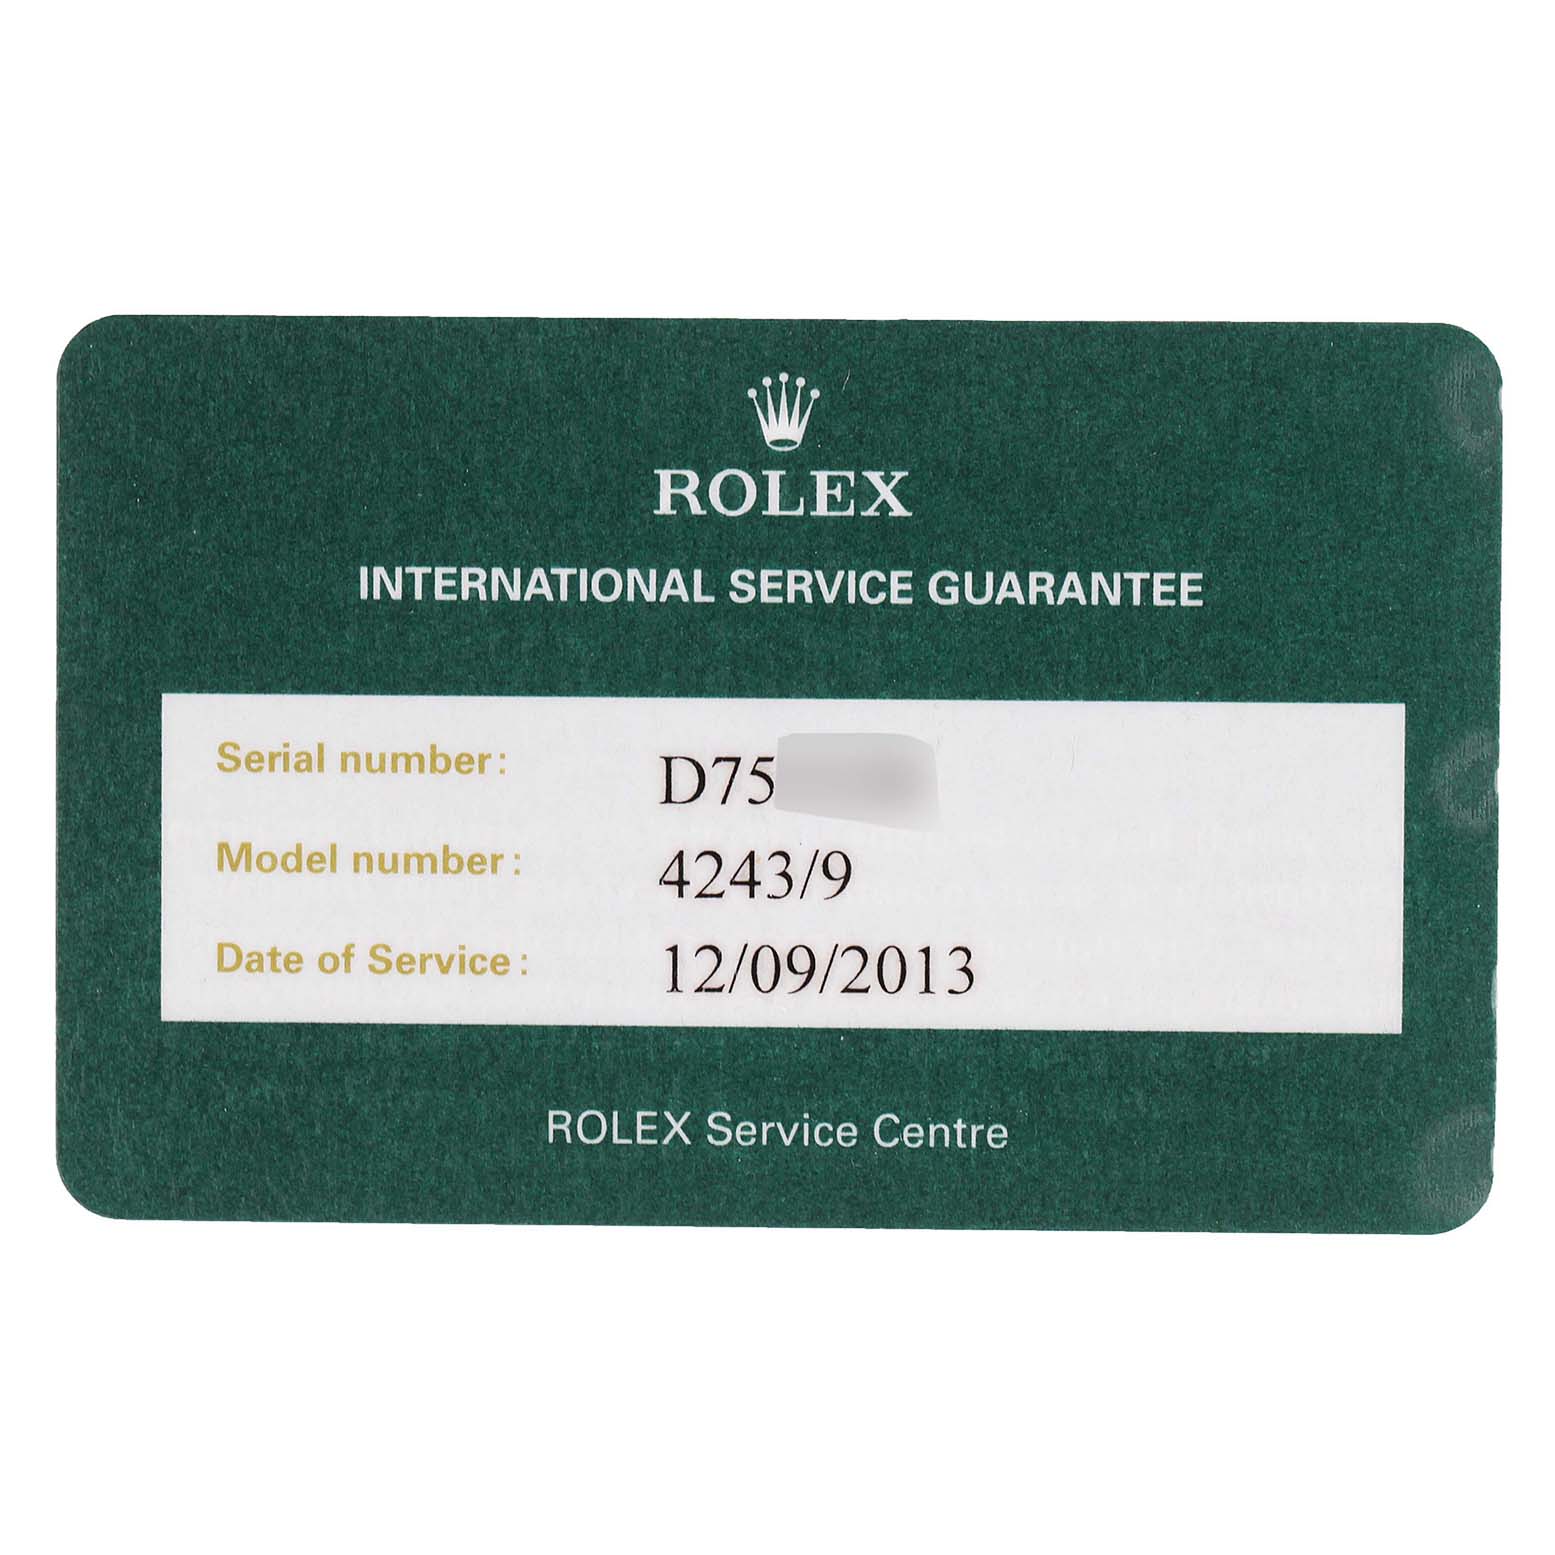 ROLEX
INTERNATIONAL SERVICE GUARANTEE
Serial number: D75
Model number: 4243/9
Date of Service: 12/09/2013
ROLEX Service Centre